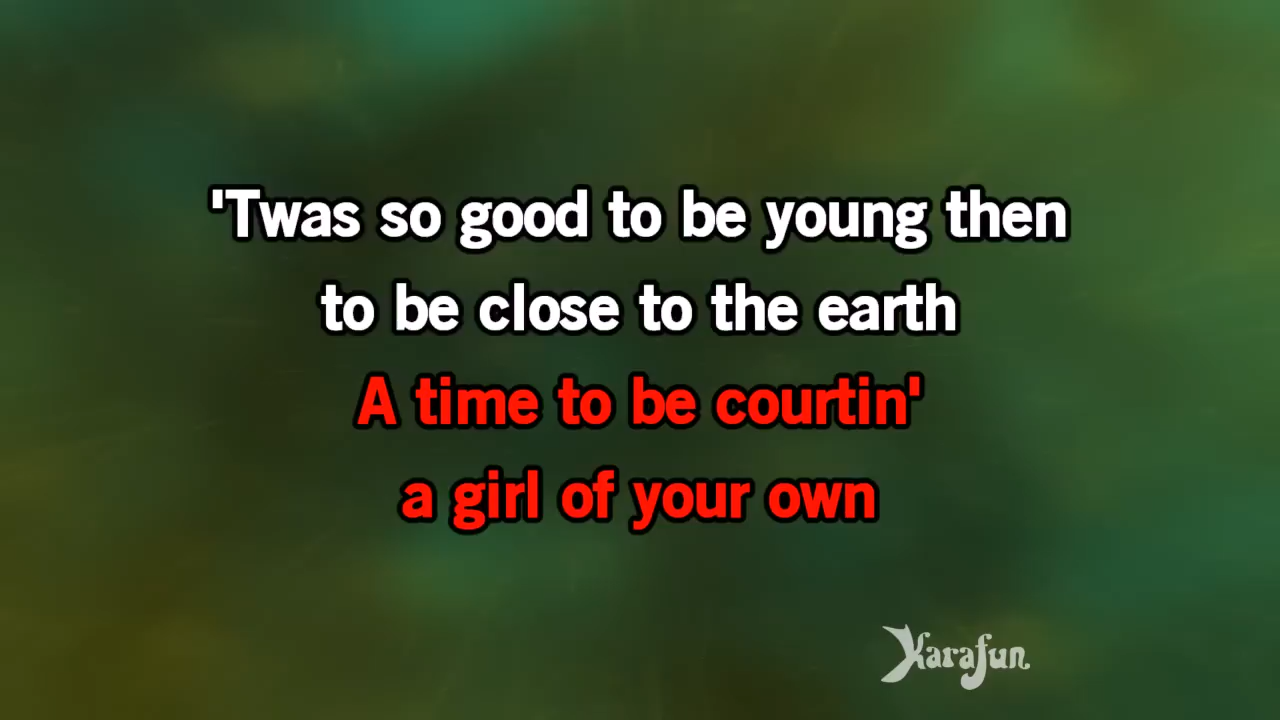 'Twas so good to be young then
to be close to the earth
A time to be courtin'
a girl of your own
Karafun